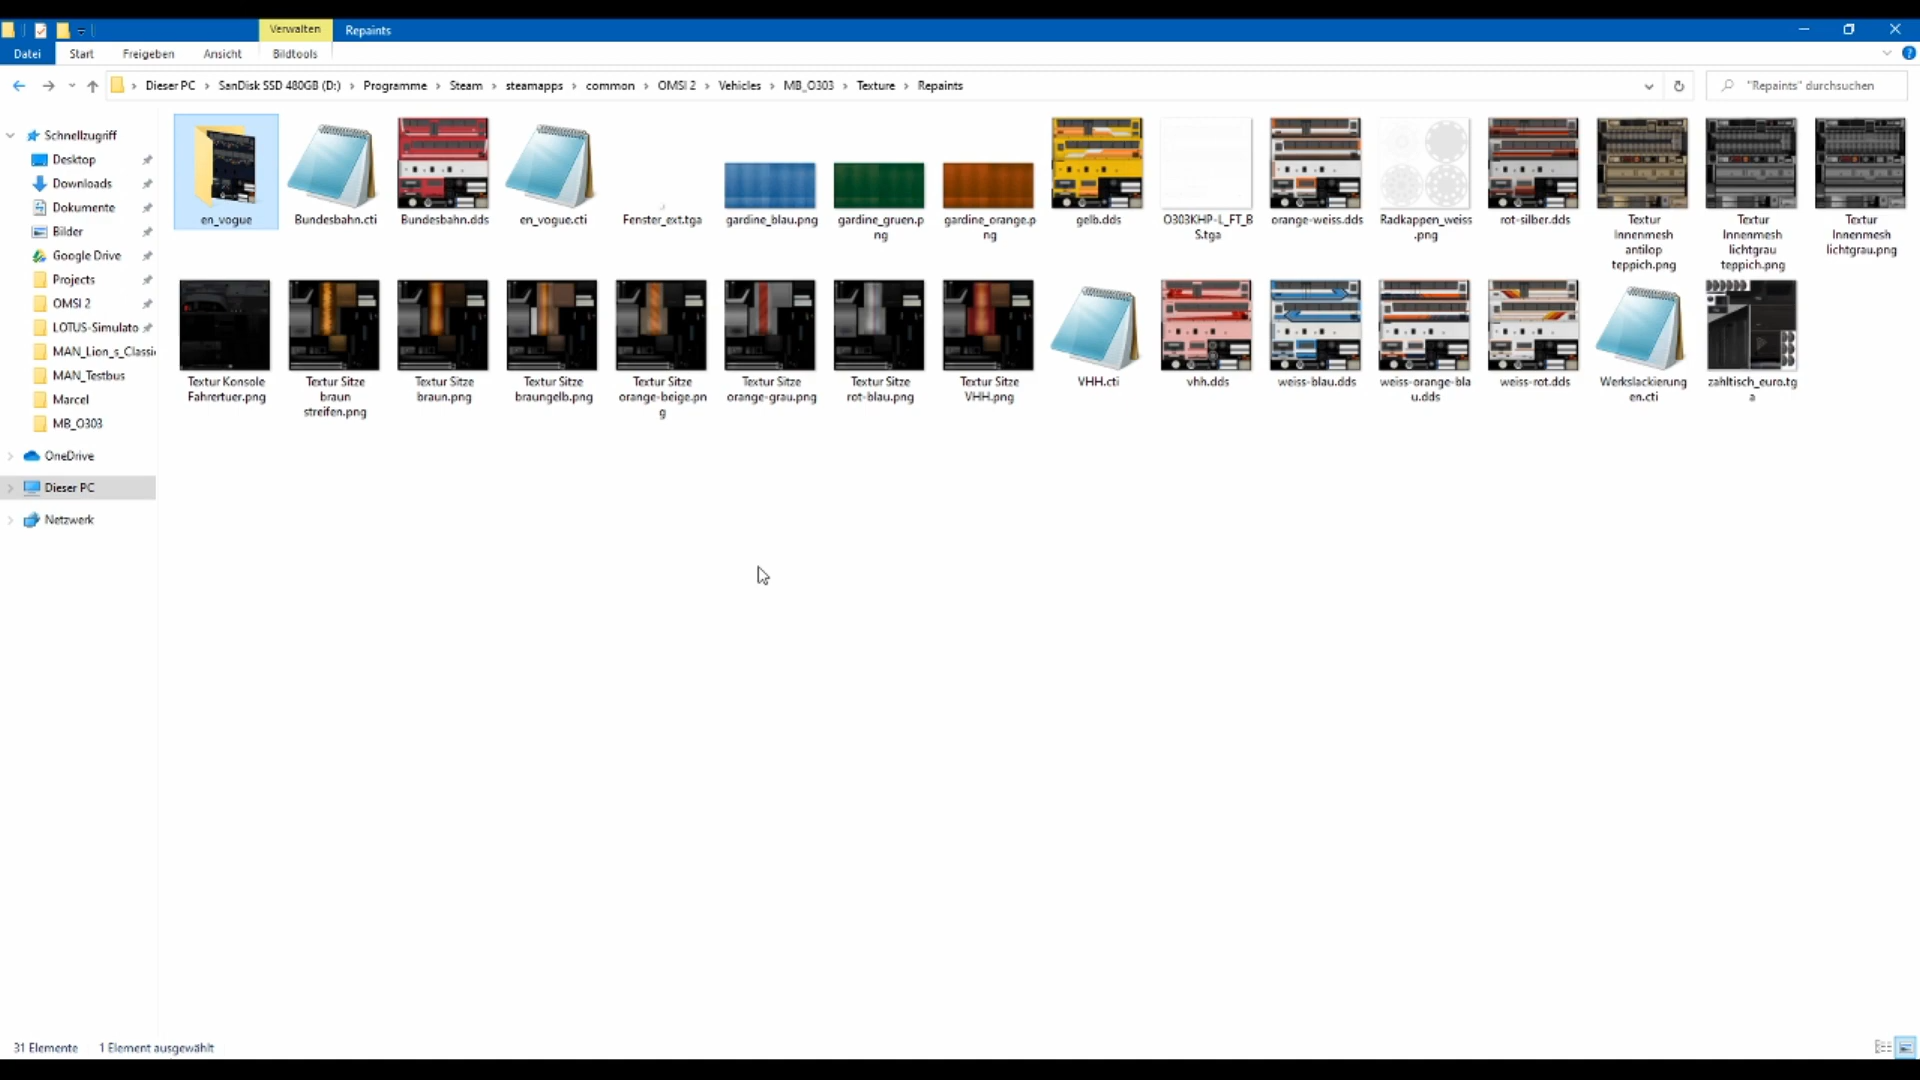 Verwalten
Repaints
Datei
Start
Freigeben
Ansicht
Bildtools
Dieser PC > SanDisk SSD 480GB (D:) > Programme > Steam > steamapps > common > OMSI 2 > Vehicles > MB_O303 > Texture > Repaints
"Repaints" durchsuchen
Schnellzugriff
Desktop
Downloads
Dokumente
Bilder
Google Drive
Projects
OMSI 2
LOTUS-Simulato
MAN_Lion_s_Classi
MAN_Testbus
Marcel
MB_O303
OneDrive
Dieser PC
Netzwerk
en_vogue
Bundesbahn.cti
Bundesbahn.dds
en_vogue.cti
Fenster_ext.tga
gardine_blau.png
gardine_gruen.p
ng
gardine_orange.p
ng
gelb.dds
O303KHP-L_FT_B
S.tga
orange-weiss.dds
Radkappen_weiss
.png
rot-silber.dds
Textur
Innenmesh
antilop
teppich.png
Textur
Innenmesh
lichtgrau
teppich.png
Textur
Innenmesh
lichtgrau.png
Textur Konsole
Fahrertuer.png
Textur Sitze
braun
streifen.png
Textur Sitze
braun.png
Textur Sitze
braungelb.png
Textur Sitze
orange-beige.pn
g
Textur Sitze
orange-grau.png
Textur Sitze
rot-blau.png
Textur Sitze
VHH.png
VHH.cti
vhh.dds
weiss-blau.dds
weiss-orange-bla
u.dds
weiss-rot.dds
Werkslackierung
en.cti
zahltisch_euro.tg
a
31 Elemente
1 Element ausgewählt